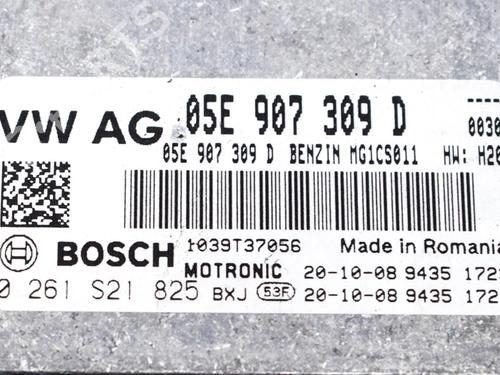 VW AG 05E 907 309 D ----
05E 907 309 D BENZIN MG1CS011 HW: H20
0030
BOSCH 1039T37056 Made in Romania
MOTRONIC 20-10-08 9435 172
0 261 S21 825 BXJ 53F 20-10-08 9435 172